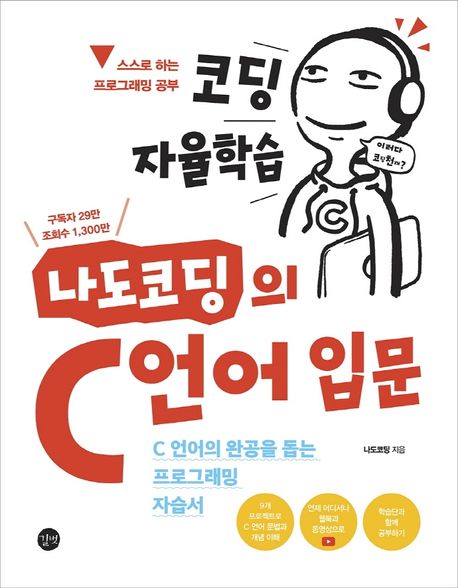 스스로 하는
프로그래밍 공부
코딩
자율학습
이러다
코딩천재?
C
구독자 29만
조회수 1,300만
나도코딩의
C 언어 입문
C 언어의 완공을 돕는
프로그래밍
자습서
나도코딩 지음
9개
프로젝트로
C 언어 문법과
개념 이해
언제 어디서나
웹북과
동영상으로
학습단과
함께
공부하기
길벗